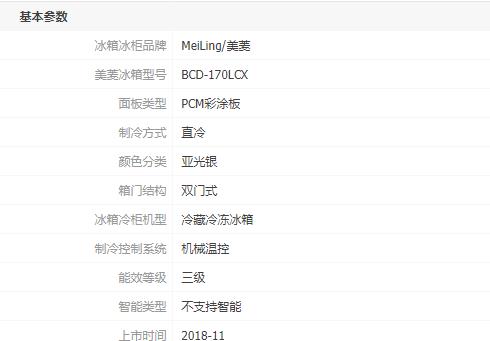 基本参数
冰箱冰柜品牌 MeiLing/美菱
美菱冰箱型号 BCD-170LCX
面板类型 PCM彩涂板
制冷方式 直冷
颜色分类 亚光银
箱门结构 双门式
冰箱冷柜机型 冷藏冷冻冰箱
制冷控制系统 机械温控
能效等级 三级
智能类型 不支持智能
上市时间 2018-11